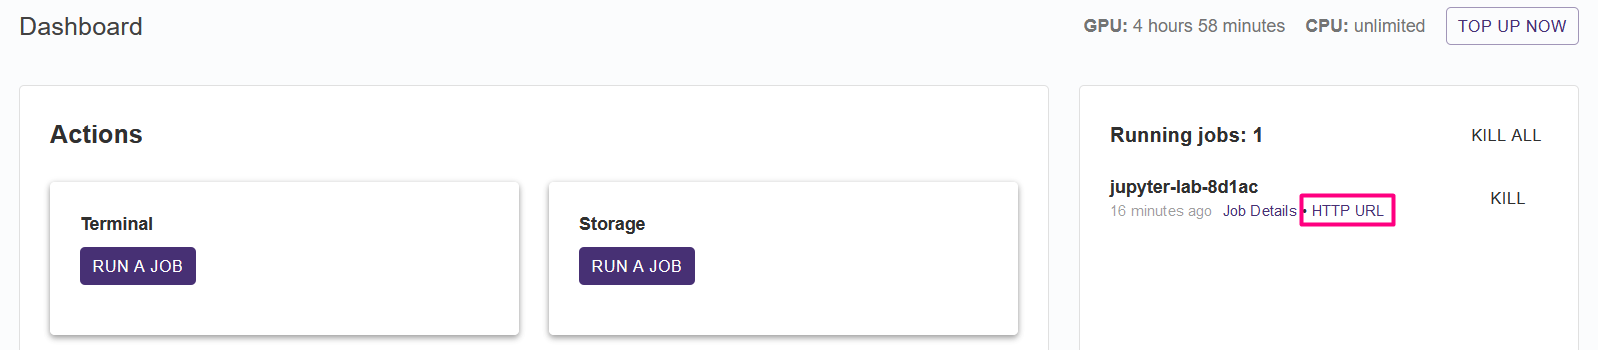 Dashboard
GPU: 4 hours 58 minutes CPU: unlimited TOP UP NOW
Actions
Terminal
RUN A JOB
Storage
RUN A JOB
Running jobs: 1 KILL ALL
jupyter-lab-8d1ac
16 minutes ago Job Details • HTTP URL
KILL